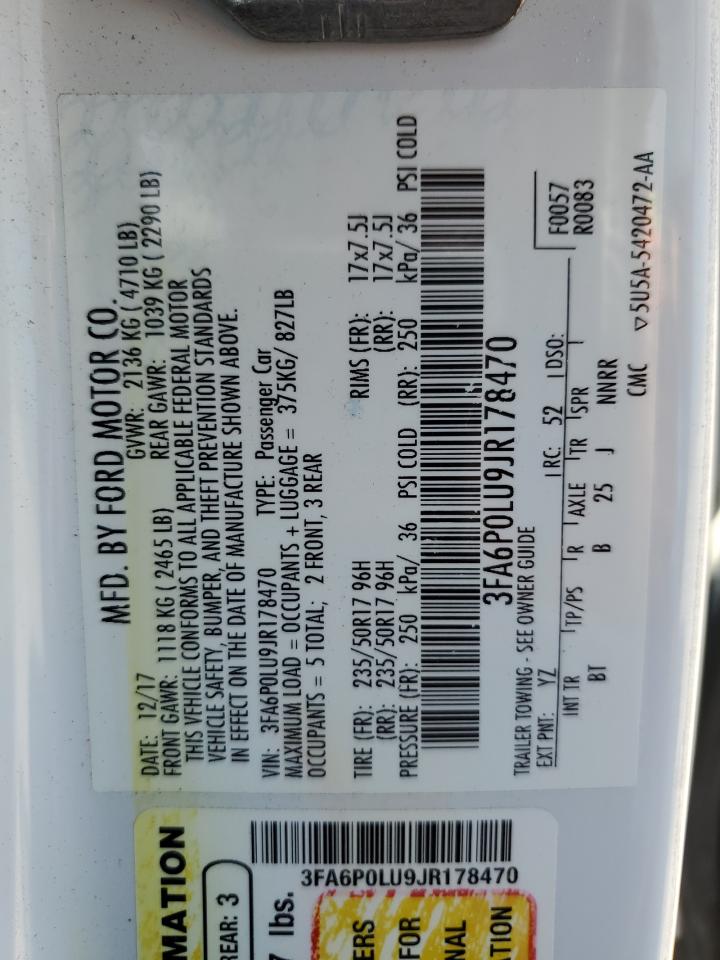 MFD. BY FORD MOTOR CO.
DATE: 12/17 GVWR: 2136 KG ( 4710 LB)
FRONT GAWR: 1118 KG ( 2465 LB) REAR GAWR: 1039 KG ( 2290 LB)
THIS VEHICLE CONFORMS TO ALL APPLICABLE FEDERAL MOTOR
VEHICLE SAFETY, BUMPER, AND THEFT PREVENTION STANDARDS
IN EFFECT ON THE DATE OF MANUFACTURE SHOWN ABOVE.
VIN: 3FA6P0LU9JR178470 TYPE: Passenger Car
MAXIMUM LOAD = OCCUPANTS + LUGGAGE = 375KG/ 827LB
OCCUPANTS = 5 TOTAL; 2 FRONT, 3 REAR
TIRE (FR): 235/50R17 96H RIMS (FR): 17x7.5J
(RR): 235/50R17 96H (RR): 17x7.5J
PRESSURE (FR): 250 kPa/ 36 PSI COLD (RR): 250 kPa/ 36 PSI COLD
3FA6P0LU9JR178470
TRAILER TOWING - SEE OWNER GUIDE F0057
EXT PNT: YZ RC: 52 DSO: R0083
INT TR TP/PS R AXLE TR SPR
BT B 25 J NNRR
CMC ▽5U5A-5420472-AA
MATION
REAR: 3
7 lbs.
3FA6P0LU9JR178470
ERS
FOR
NAL
TION